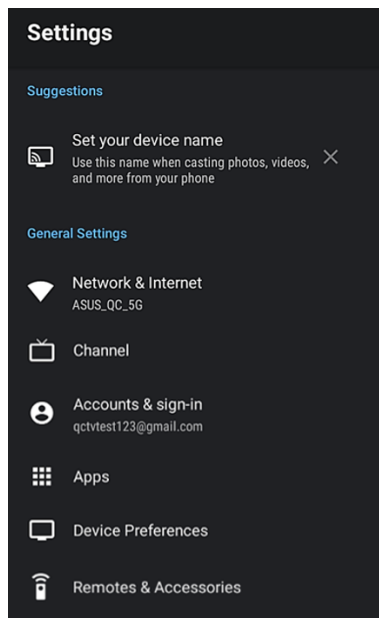 Settings
Suggestions
Set your device name
Use this name when casting photos, videos,
and more from your phone
General Settings
Network & Internet
ASUS_QC_5G
Channel
Accounts & sign-in
qctvtest123@gmail.com
Apps
Device Preferences
Remotes & Accessories